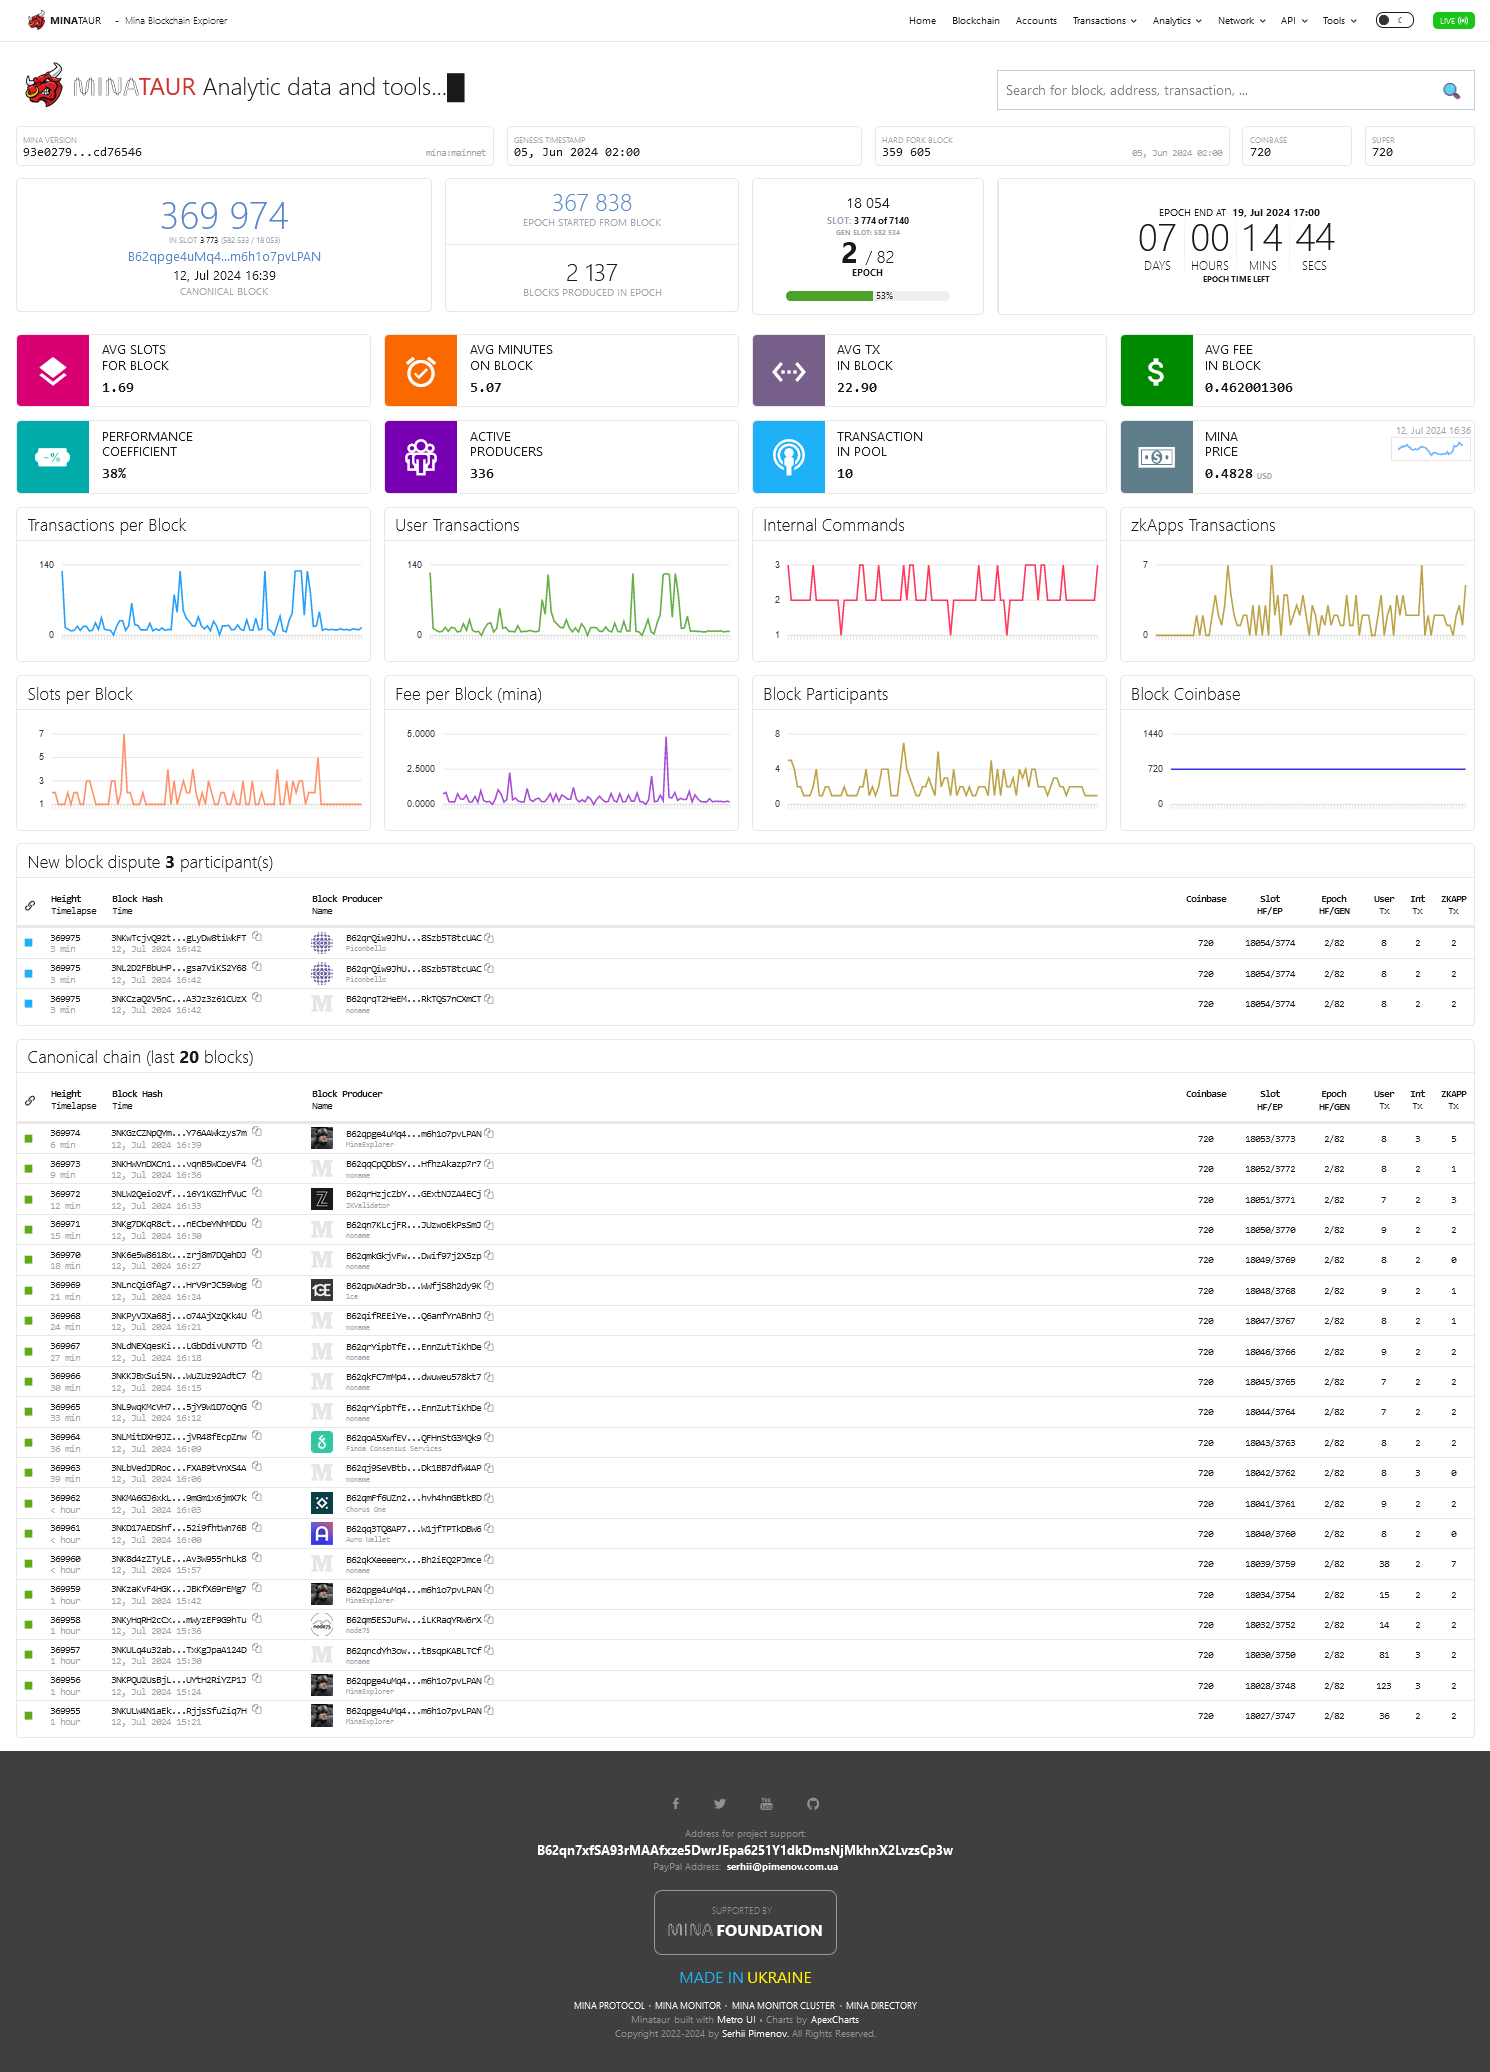 MINATAUR - Mina Blockchain Explorer
Home Blockchain Accounts Transactions Analytics Network API Tools LIVE
MINATAUR Analytic data and tools...
Search for block, address, transaction, ...
MINA VERSION
93e0279...cd76546 mina:mainnet
GENESIS TIMESTAMP
05, Jun 2024 02:00
HARD FORK BLOCK
359 605 05, Jun 2024 02:00
COINBASE
720
SUPER
720
369 974
IN SLOT 3 773 (582 533 / 18 053)
B62qpge4uMq4...m6h1o7pvLPAN
12, Jul 2024 16:39
CANONICAL BLOCK
367 838
EPOCH STARTED FROM BLOCK
2 137
BLOCKS PRODUCED IN EPOCH
18 054
SLOT: 3 774 of 7140
GEN SLOT: 582 534
2 / 82
EPOCH
53%
EPOCH END AT 19, Jul 2024 17:00
07 00 14 44
DAYS HOURS MINS SECS
EPOCH TIME LEFT
AVG SLOTS
FOR BLOCK
1.69
AVG MINUTES
ON BLOCK
5.07
AVG TX
IN BLOCK
22.90
AVG FEE
IN BLOCK
0.462001306
PERFORMANCE
COEFFICIENT
38%
ACTIVE
PRODUCERS
336
TRANSACTION
IN POOL
10
MINA
PRICE
0.4828 USD
12, Jul 2024 16:36
Transactions per Block
140
0
User Transactions
140
0
Internal Commands
3
2
1
zkApps Transactions
7
0
Slots per Block
7
5
3
1
Fee per Block (mina)
5.0000
2.5000
0.0000
Block Participants
8
4
0
Block Coinbase
1440
720
0
New block dispute 3 participant(s)
Height Block Hash Block Producer Coinbase Slot Epoch User Int ZKAPP
Timelapse Time Name HF/EP HF/GEN Tx Tx Tx
369975 3NKwTcjvQ92t...gLyDw8tiWkFT B62qrQiw9JhU...8Szb5T8tcUAC 720 18054/3774 2/82 8 2 2
3 min 12, Jul 2024 16:42 Piconbello
369975 3NL2D2FBbUHP...gsa7ViKS2Y68 B62qrQiw9JhU...8Szb5T8tcUAC 720 18054/3774 2/82 8 2 2
3 min 12, Jul 2024 16:42 Piconbello
369975 3NKCzaQ2V5nC...A3Jz3z61CUzX B62qrqT2HeEM...RkTQS7nCXmCT 720 18054/3774 2/82 8 2 2
3 min 12, Jul 2024 16:42 noname
Canonical chain (last 20 blocks)
Height Block Hash Block Producer Coinbase Slot Epoch User Int ZKAPP
Timelapse Time Name HF/EP HF/GEN Tx Tx Tx
369974 3NKGzCZNpQYm...Y76AAWkzys7m B62qpge4uMq4...m6h1o7pvLPAN 720 18053/3773 2/82 8 3 5
6 min 12, Jul 2024 16:39 MinaExplorer
369973 3NKHWVnDXCn1...vqnB5WCoeVF4 B62qqCpQDbSY...HfhzAkazp7r7 720 18052/3772 2/82 8 2 1
9 min 12, Jul 2024 16:36 noname
369972 3NLW2Qeio2Vf...16Y1KGZhfVuC B62qrHzjcZbY...GExtNJZA4ECj 720 18051/3771 2/82 7 2 3
12 min 12, Jul 2024 16:33 ZKValidator
369971 3NKg7DKqR8ct...nECbeYNhMDDu B62qn7KLcjFR...JUzwoEkPsSmJ 720 18050/3770 2/82 9 2 2
15 min 12, Jul 2024 16:30 noname
369970 3NK6e5w8618x...zrj8m7DQahDJ B62qmkGkjvFw...Dwif97j2X5zp 720 18049/3769 2/82 8 2 0
18 min 12, Jul 2024 16:27 noname
369969 3NLncQiGfAg7...HrV9rJC59Wog B62qpWXadr3b...WWfjS8h2dy9K 720 18048/3768 2/82 9 2 1
21 min 12, Jul 2024 16:24 1ce
369968 3NKPyVJXa68j...o74AjXzQKk4U B62qifREEiYe...Q6anfYrABnhJ 720 18047/3767 2/82 8 2 1
24 min 12, Jul 2024 16:21 noname
369967 3NLdNEXqesKi...LGbDdivUN7TD B62qrYipbTfE...EnnZutTiKhDe 720 18046/3766 2/82 9 2 2
27 min 12, Jul 2024 16:18 noname
369966 3NKKJBxSui5N...WuZUz92AdtC7 B62qkFC7mMp4...dwuweu578kt7 720 18045/3765 2/82 7 2 2
30 min 12, Jul 2024 16:15 noname
369965 3NL9wqKMcVH7...5jY9W1D7oQnG B62qrYipbTfE...EnnZutTiKhDe 720 18044/3764 2/82 7 2 2
33 min 12, Jul 2024 16:12 noname
369964 3NLMitDXH9JZ...jVR48fEcpZnw B62qoA5XwfEV...QFHnStG3MQk9 720 18043/3763 2/82 8 2 2
36 min 12, Jul 2024 16:09 Finoa Consensus Services
369963 3NLbVedJDRoc...FXAB9tVnXS4A B62qj9SeVBtb...Dk1BB7dfW4AP 720 18042/3762 2/82 8 3 0
39 min 12, Jul 2024 16:06 noname
369962 3NKMA6GJ6xkL...9mGm1x6jmX7k B62qmFf6UZn2...hvh4hnGBtkBD 720 18041/3761 2/82 9 2 2
< hour 12, Jul 2024 16:03 Chorus One
369961 3NKD17AEDShf...52i9fhtWn76B B62qq3TQ8AP7...W1jfTPTkDBW6 720 18040/3760 2/82 8 2 0
< hour 12, Jul 2024 16:00 Auro Wallet
369960 3NK8d4zZTyLE...Av3W955rhLk8 B62qkXeeeerx...Bh2iEQ2PJmce 720 18039/3759 2/82 38 2 7
< hour 12, Jul 2024 15:57 noname
369959 3NKzaKvF4HGK...JBKfX69rEMg7 B62qpge4uMq4...m6h1o7pvLPAN 720 18034/3754 2/82 15 2 2
1 hour 12, Jul 2024 15:42 MinaExplorer
369958 3NKyHqRH2cCx...mWyzEF9G9hTu node75 B62qm5ESJuFW...iLKRaqYRW6rX 720 18032/3752 2/82 14 2 2
1 hour 12, Jul 2024 15:36 node75
369957 3NKULq4u32ab...TxKgJpaA124D B62qncdYh3ow...tBsqpKABLTCf 720 18030/3750 2/82 81 3 2
1 hour 12, Jul 2024 15:30 noname
369956 3NKPQU2UsBjL...UYtH2RiYZP1J B62qpge4uMq4...m6h1o7pvLPAN 720 18028/3748 2/82 123 3 2
1 hour 12, Jul 2024 15:24 MinaExplorer
369955 3NKULW4N1aEk...RjjsSfuZiq7H B62qpge4uMq4...m6h1o7pvLPAN 720 18027/3747 2/82 36 2 2
1 hour 12, Jul 2024 15:21 MinaExplorer
Address for project support:
B62qn7xfSA93rMAAfxze5DwrJEpa6251Y1dkDmsNjMkhnX2LvzsCp3w
PayPal Address: serhii@pimenov.com.ua
SUPPORTED BY
MINA FOUNDATION
MADE IN UKRAINE
MINA PROTOCOL • MINA MONITOR • MINA MONITOR CLUSTER • MINA DIRECTORY
Minataur built with Metro UI • Charts by ApexCharts
Copyright 2022-2024 by Serhii Pimenov. All Rights Reserved.